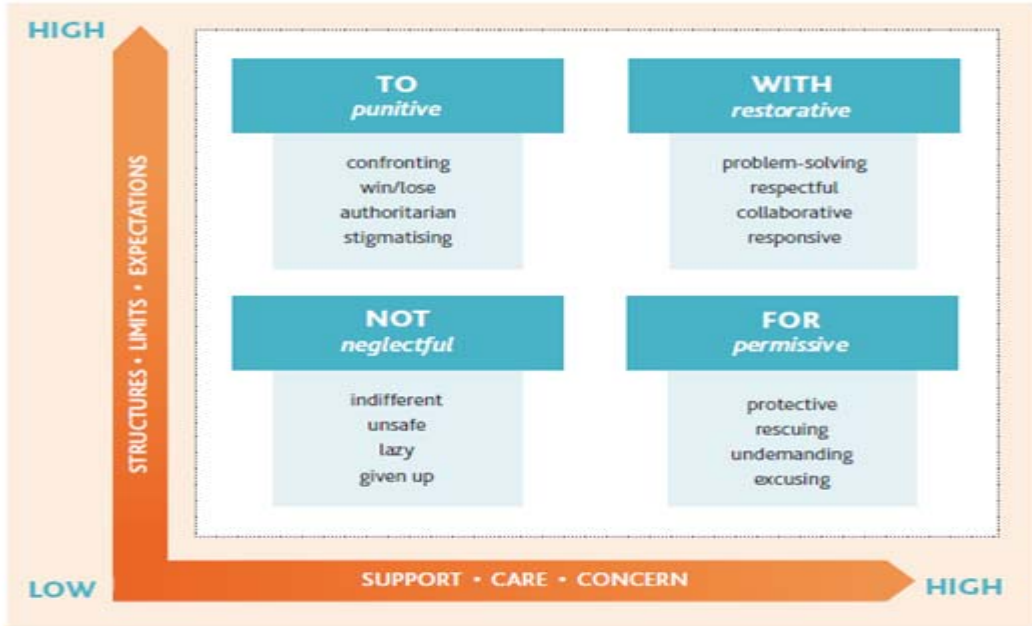 HIGH
STRUCTURES • LIMITS • EXPECTATIONS
TO
punitive
confronting
win/lose
authoritarian
stigmatising
WITH
restorative
problem-solving
respectful
collaborative
responsive
NOT
neglectful
indifferent
unsafe
lazy
given up
FOR
permissive
protective
rescuing
undemanding
excusing
LOW
SUPPORT • CARE • CONCERN
HIGH